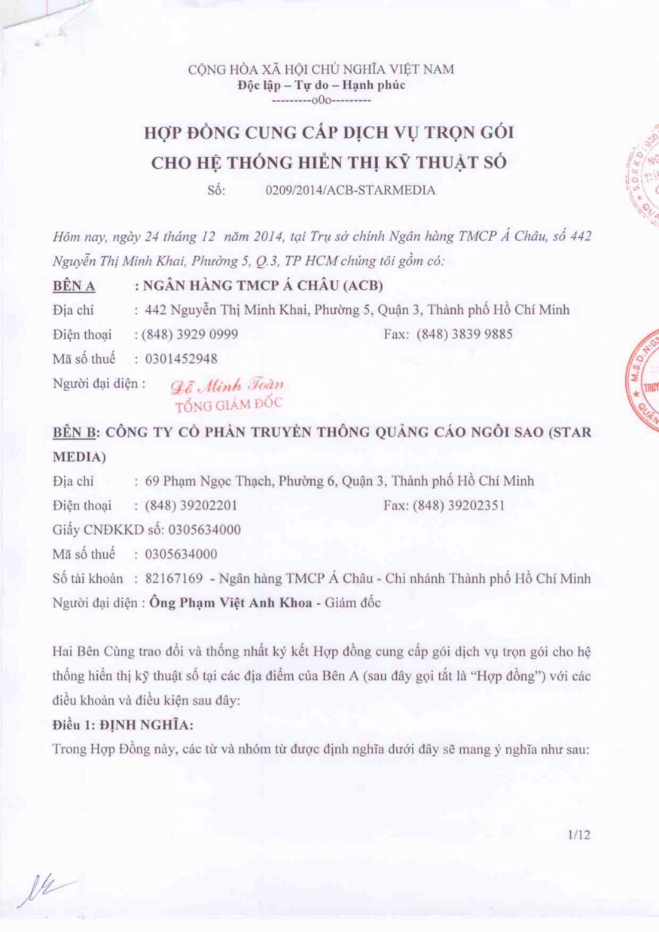 CỘNG HÒA XÃ HỘI CHỦ NGHĨA VIỆT NAM
Độc lập – Tự do – Hạnh phúc
---------o0o---------
HỢP ĐỒNG CUNG CẤP DỊCH VỤ TRỌN GÓI
CHO HỆ THỐNG HIỂN THỊ KỸ THUẬT SỐ
Số: 0209/2014/ACB-STARMEDIA
Hôm nay, ngày 24 tháng 12 năm 2014, tại Trụ sở chính Ngân hàng TMCP Á Châu, số 442
Nguyễn Thị Minh Khai, Phường 5, Q.3, TP HCM chúng tôi gồm có:
BÊN A : NGÂN HÀNG TMCP Á CHÂU (ACB)
Địa chỉ : 442 Nguyễn Thị Minh Khai, Phường 5, Quận 3, Thành phố Hồ Chí Minh
Điện thoại : (848) 3929 0999 Fax: (848) 3839 9885
Mã số thuế : 0301452948
Người đại diện : Đỗ Minh Toàn
TỔNG GIÁM ĐỐC
BÊN B: CÔNG TY CỔ PHẦN TRUYỀN THÔNG QUẢNG CÁO NGÔI SAO (STAR
MEDIA)
Địa chỉ : 69 Phạm Ngọc Thạch, Phường 6, Quận 3, Thành phố Hồ Chí Minh
Điện thoại : (848) 39202201 Fax: (848) 39202351
Giấy CNĐKKD số: 0305634000
Mã số thuế : 0305634000
Số tài khoản : 82167169 - Ngân hàng TMCP Á Châu - Chi nhánh Thành phố Hồ Chí Minh
Người đại diện : Ông Phạm Việt Anh Khoa - Giám đốc
Hai Bên Cùng trao đổi và thống nhất ký kết Hợp đồng cung cấp gói dịch vụ trọn gói cho hệ
thống hiển thị kỹ thuật số tại các địa điểm của Bên A (sau đây gọi tắt là “Hợp đồng”) với các
điều khoản và điều kiện sau đây:
Điều 1: ĐỊNH NGHĨA:
Trong Hợp Đồng này, các từ và nhóm từ được định nghĩa dưới đây sẽ mang ý nghĩa như sau:
1/12